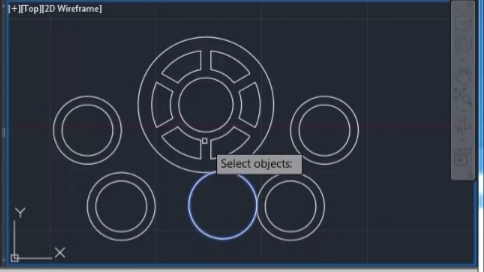 [+][Top][2D Wireframe]
Select objects:
Y
X